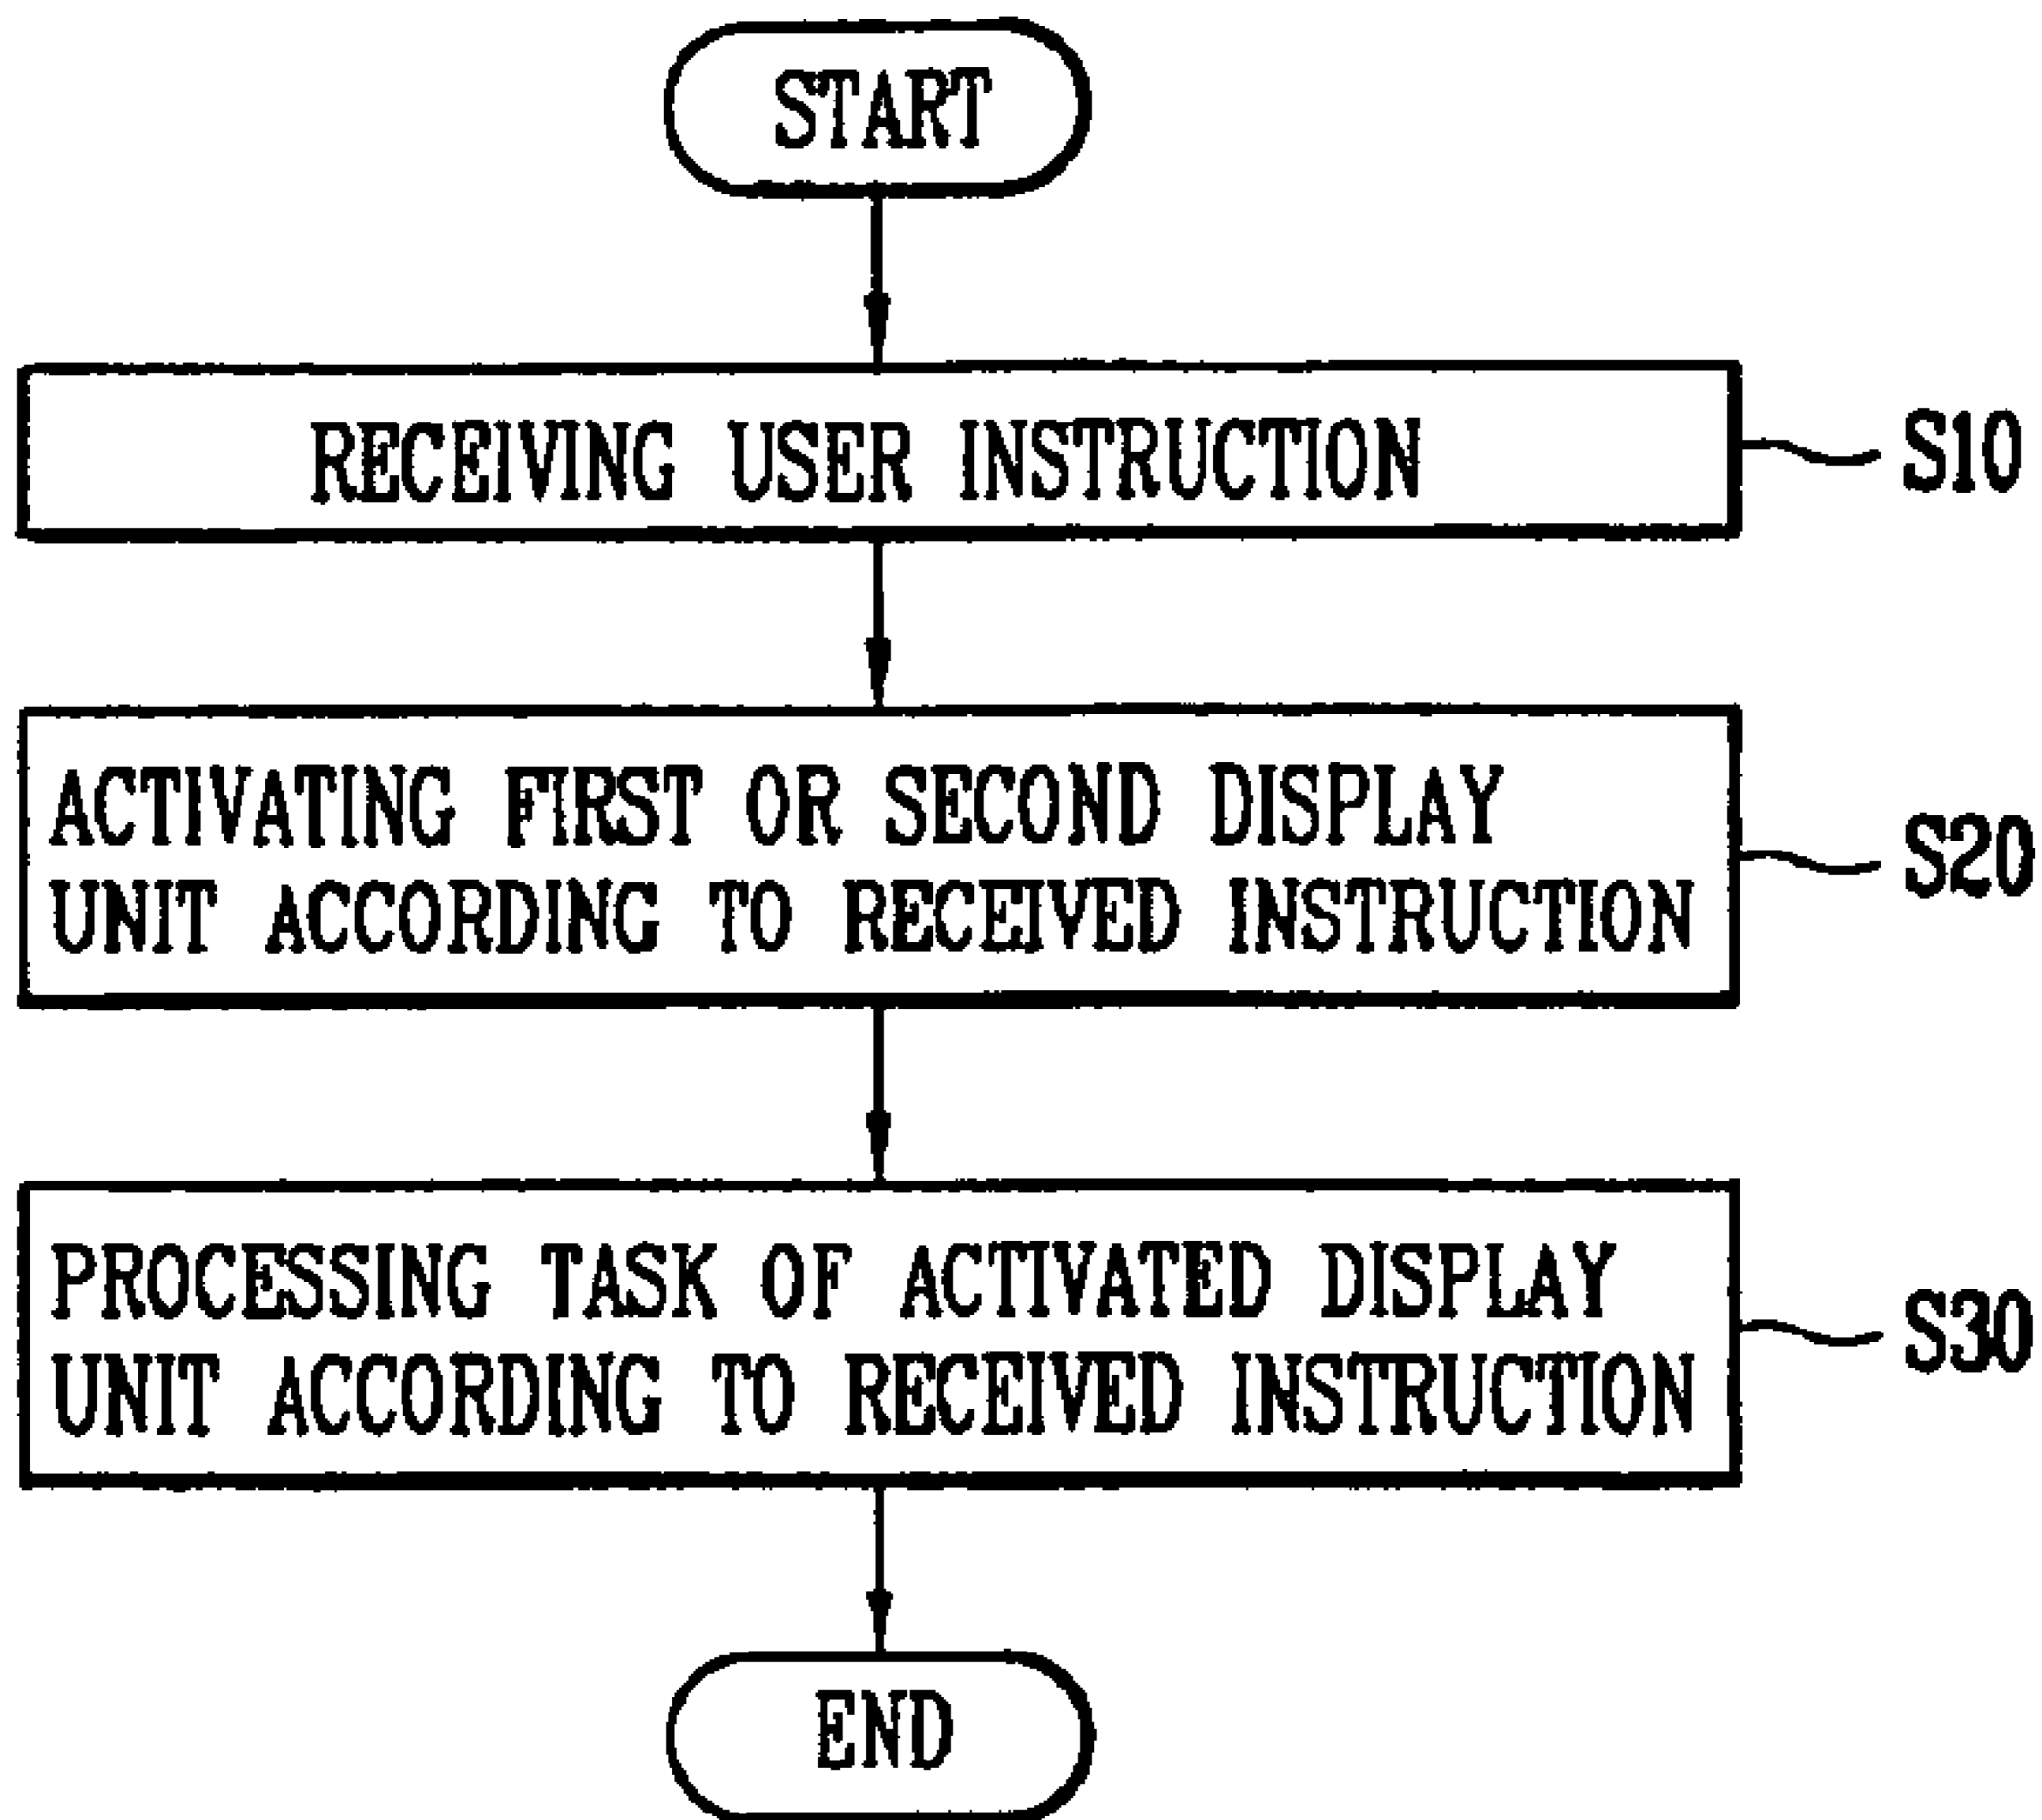 START
RECEIVING USER INSTRUCTION
S10
ACTIVATING FIRST OR SECOND DISPLAY
UNIT ACCORDING TO RECEIVED INSTRUCTION
S20
PROCESSING TASK OF ACTIVATED DISPLAY
UNIT ACCORDING TO RECEIVED INSTRUCTION
S30
END